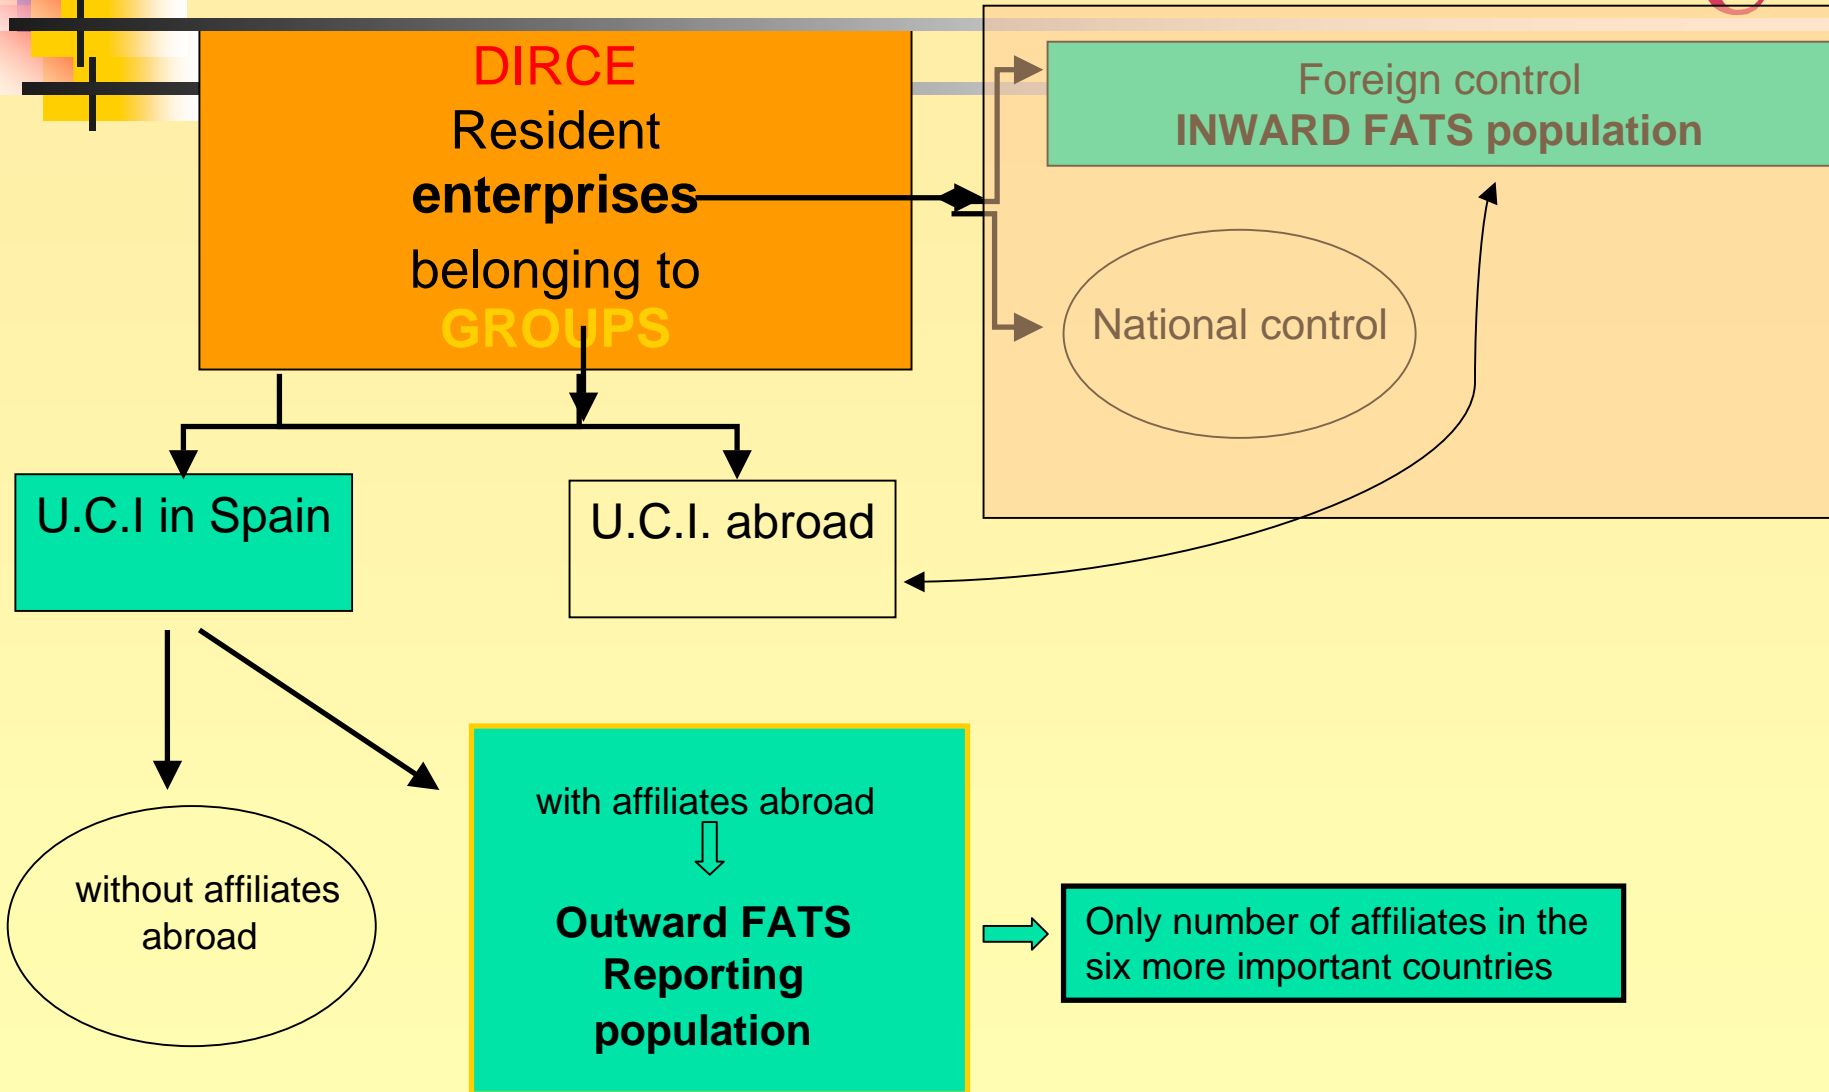 DIRCE
Resident
enterprises
belonging to
GROUPS
Foreign control
INWARD FATS population
National control
U.C.I in Spain
U.C.I. abroad
without affiliates
abroad
with affiliates abroad
Outward FATS
Reporting
population
Only number of affiliates in the
six more important countries